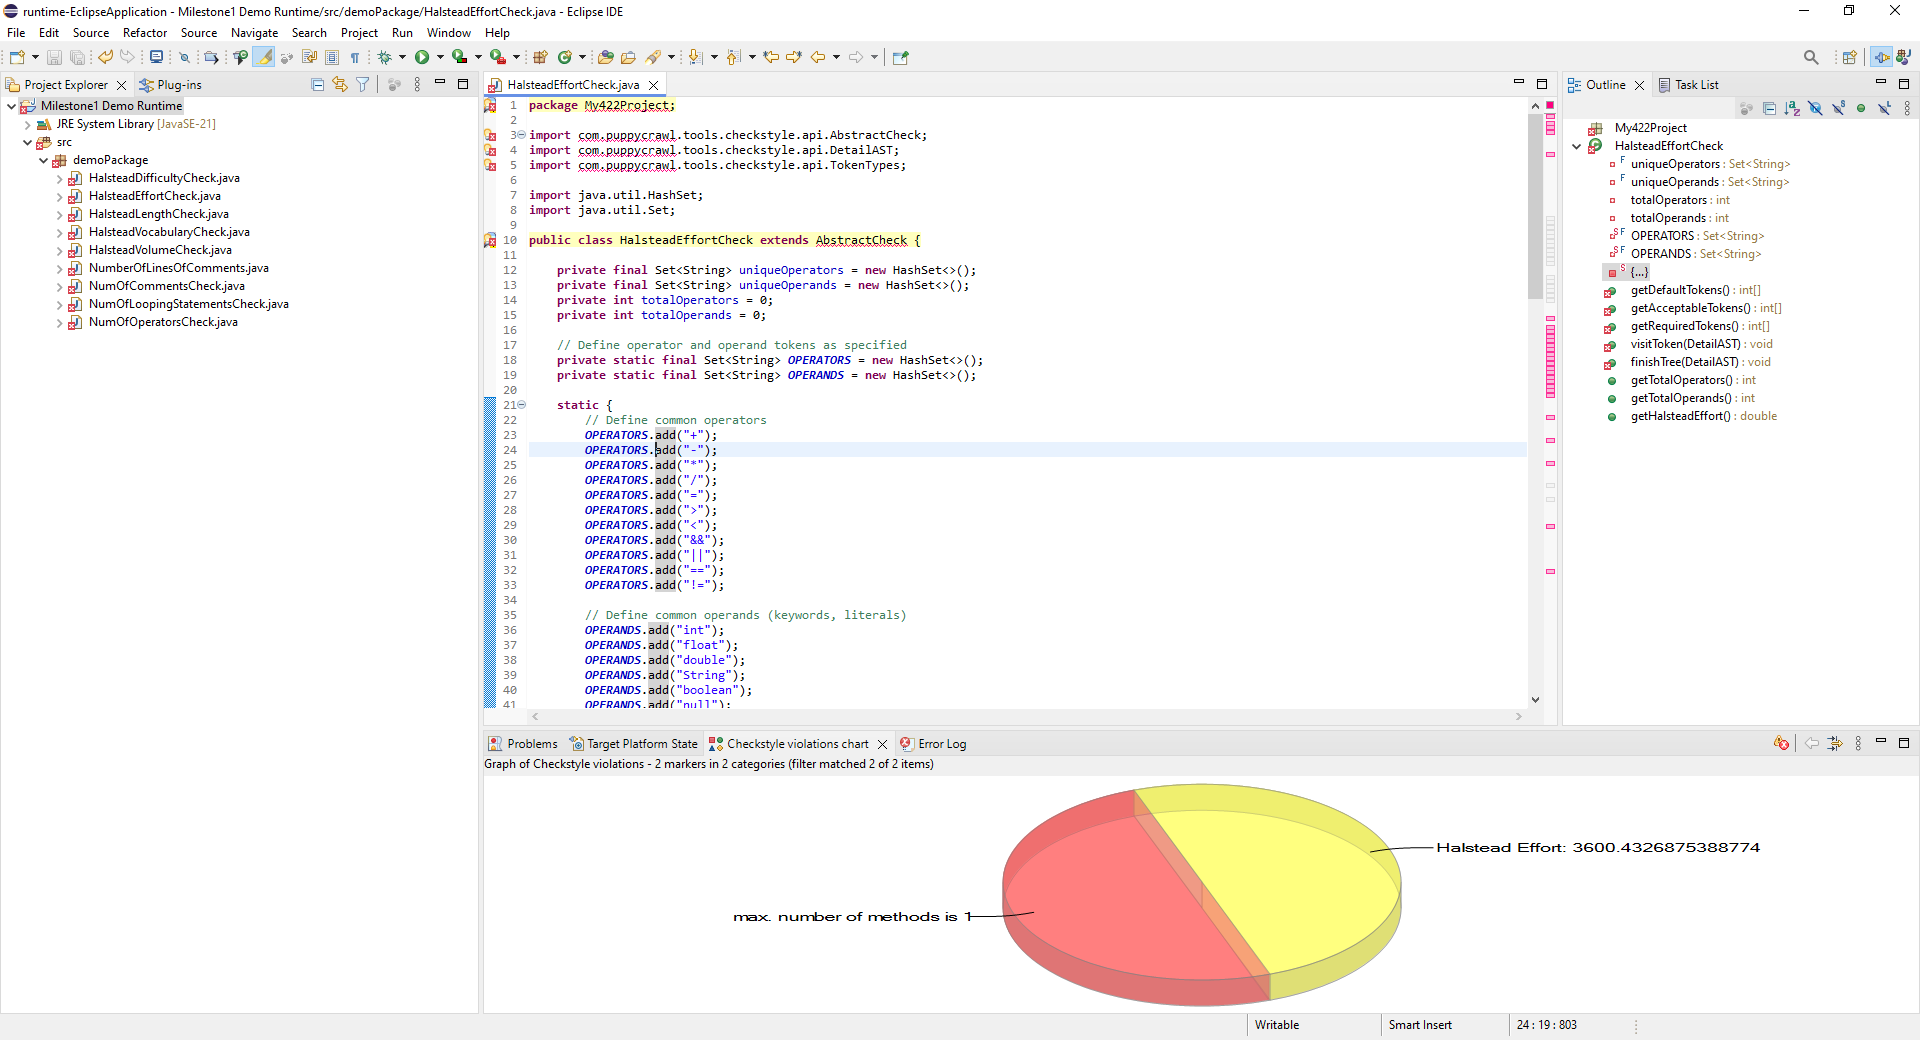 runtime-EclipseApplication - Milestone1 Demo Runtime/src/demoPackage/HalsteadEffortCheck.java - Eclipse IDE
File Edit Source Refactor Source Navigate Search Project Run Window Help
Project Explorer Plug-ins
Milestone1 Demo Runtime
JRE System Library [JavaSE-21]
src
demoPackage
HalsteadDifficultyCheck.java
HalsteadEffortCheck.java
HalsteadLengthCheck.java
HalsteadVocabularyCheck.java
HalsteadVolumeCheck.java
NumberOfLinesOfComments.java
NumOfCommentsCheck.java
NumOfLoopingStatementsCheck.java
NumOfOperatorsCheck.java
HalsteadEffortCheck.java
1 package My422Project;
2
3 import com.puppycrawl.tools.checkstyle.api.AbstractCheck;
4 import com.puppycrawl.tools.checkstyle.api.DetailAST;
5 import com.puppycrawl.tools.checkstyle.api.TokenTypes;
6
7 import java.util.HashSet;
8 import java.util.Set;
9
10 public class HalsteadEffortCheck extends AbstractCheck {
11
12 private final Set<String> uniqueOperators = new HashSet<>();
13 private final Set<String> uniqueOperands = new HashSet<>();
14 private int totalOperators = 0;
15 private int totalOperands = 0;
16
17 // Define operator and operand tokens as specified
18 private static final Set<String> OPERATORS = new HashSet<>();
19 private static final Set<String> OPERANDS = new HashSet<>();
20
21 static {
22 // Define common operators
23 OPERATORS.add("+");
24 OPERATORS.add("-");
25 OPERATORS.add("*");
26 OPERATORS.add("/");
27 OPERATORS.add("=");
28 OPERATORS.add(">");
29 OPERATORS.add("<");
30 OPERATORS.add("&&");
31 OPERATORS.add("||");
32 OPERATORS.add("==");
33 OPERATORS.add("!=");
34
35 // Define common operands (keywords, literals)
36 OPERANDS.add("int");
37 OPERANDS.add("float");
38 OPERANDS.add("double");
39 OPERANDS.add("String");
40 OPERANDS.add("boolean");
41 OPERANDS.add("null");
Outline Task List
My422Project
HalsteadEffortCheck
F uniqueOperators : Set<String>
F uniqueOperands : Set<String>
totalOperators : int
totalOperands : int
S F OPERATORS : Set<String>
S F OPERANDS : Set<String>
S {...}
getDefaultTokens() : int[]
getAcceptableTokens() : int[]
getRequiredTokens() : int[]
visitToken(DetailAST) : void
finishTree(DetailAST) : void
getTotalOperators() : int
getTotalOperands() : int
getHalsteadEffort() : double
Problems Target Platform State Checkstyle violations chart Error Log
Graph of Checkstyle violations - 2 markers in 2 categories (filter matched 2 of 2 items)
Halstead Effort: 3600.4326875388774
max. number of methods is 1
Writable Smart Insert 24 : 19 : 803